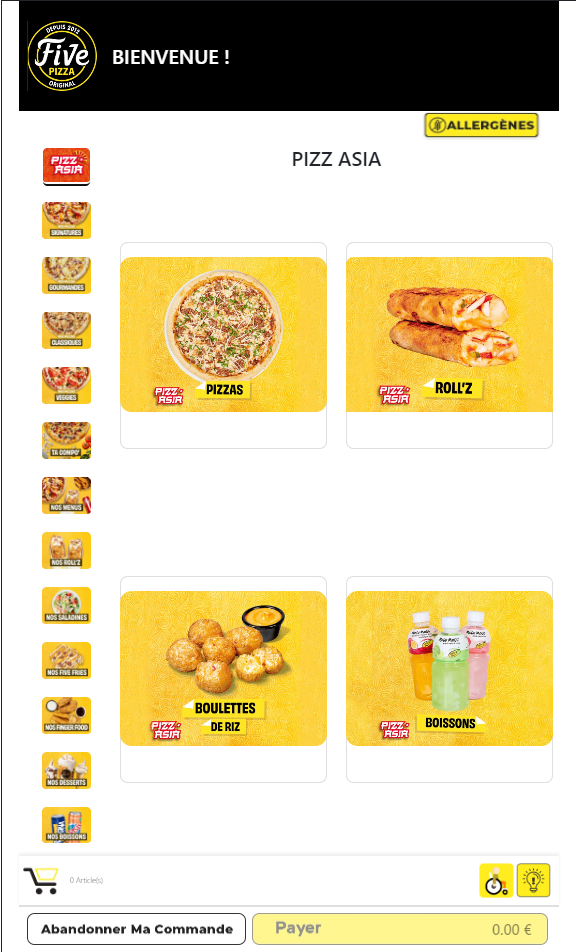 DEPUIS 2012
FiVe
PIZZA
ORIGINAL
BIENVENUE !
ALLERGÈNES
PIZZ ASIA
PIZZ
ASIA
SIGNATURES
GOURMANDES
CLASSIQUES
VEGGIES
TA COMPO'
NOS MENUS
NOS ROLL'Z
NOS SALADINES
NOS FIVE FRIES
NOS FINGER FOOD
NOS DESSERTS
NOS BOISSONS
PIZZ
ASIA
PIZZAS
PIZZ
ASIA
ROLL'Z
BOULETTES
DE RIZ
PIZZ
ASIA
BOISSONS
PIZZ
ASIA
0 Article(s)
Abandonner Ma Commande
Payer
0.00 €